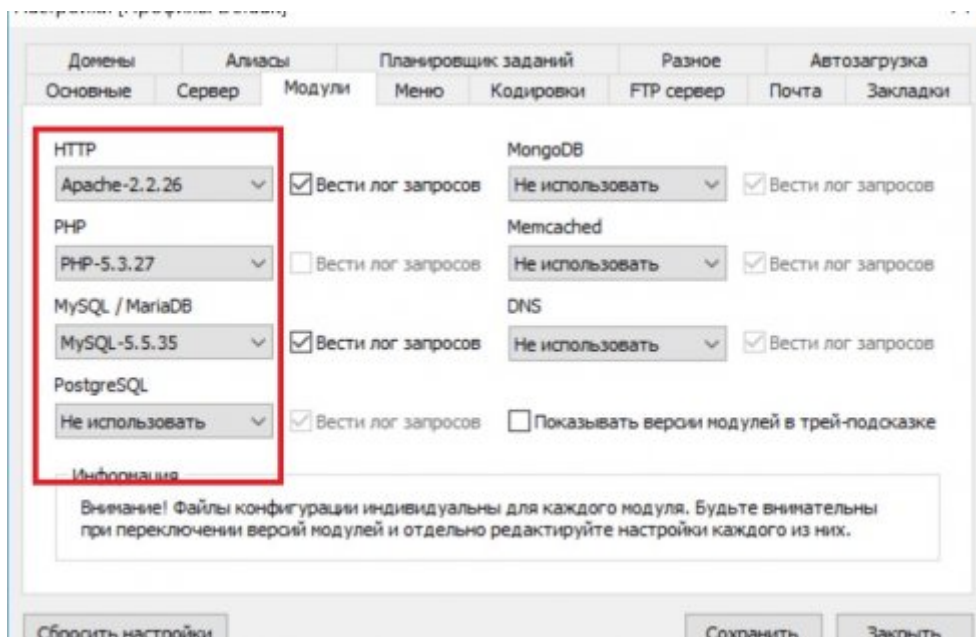 Домены Алиасы Планировщик заданий Разное Автозагрузка
Основные Сервер Модули Меню Кодировки FTP сервер Почта Закладки
HTTP
Apache-2.2.26 Вести лог запросов
PHP
PHP-5.3.27 Вести лог запросов
MySQL / MariaDB
MySQL-5.5.35 Вести лог запросов
PostgreSQL
Не использовать Вести лог запросов
MongoDB
Не использовать Вести лог запросов
Memcached
Не использовать Вести лог запросов
DNS
Не использовать Вести лог запросов
Показывать версии модулей в трей-подсказке
Информация
Внимание! Файлы конфигурации индивидуальны для каждого модуля. Будьте внимательны
при переключении версий модулей и отдельно редактируйте настройки каждого из них.
Сбросить настройки Сохранить Закрыть